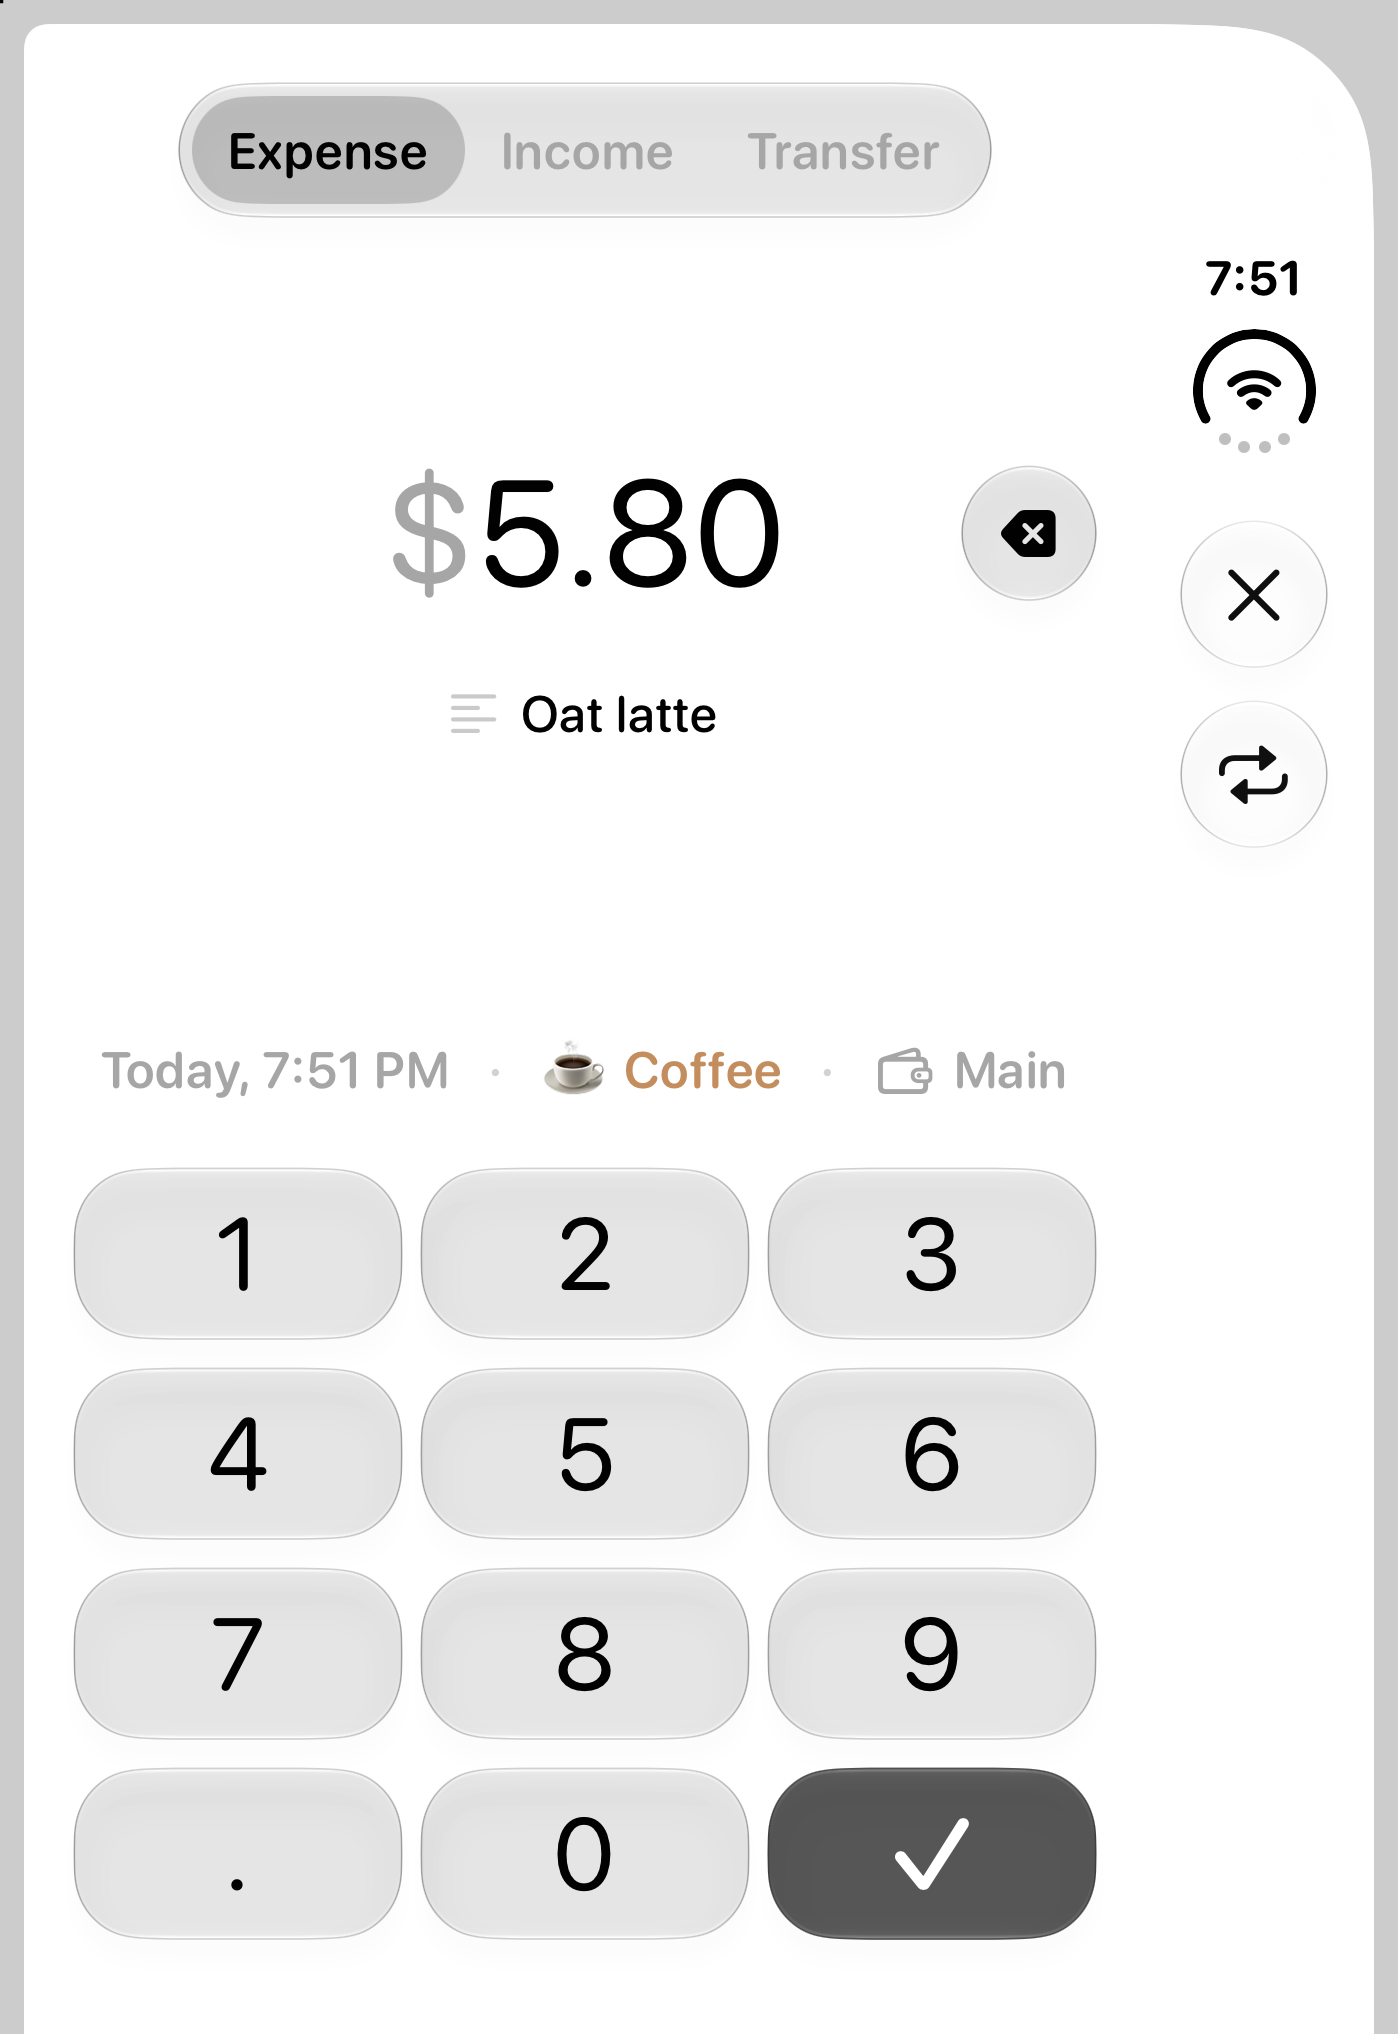 Expense Income Transfer
7:51
$5.80
Oat latte
Today, 7:51 PM · Coffee · Main
1 2 3
4 5 6
7 8 9
. 0